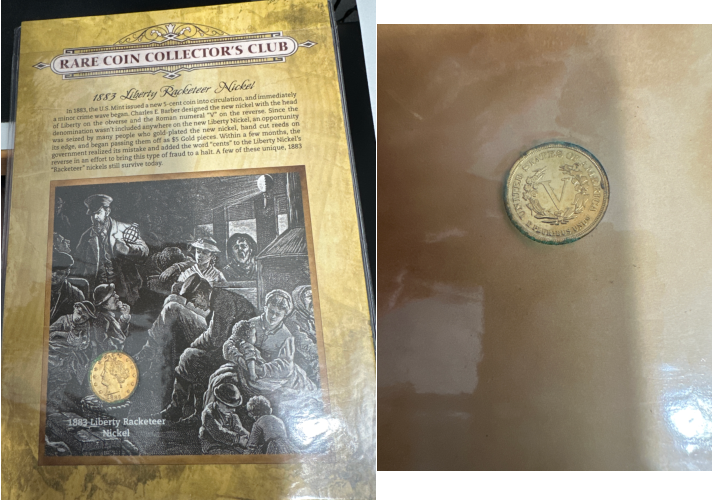 RARE COIN COLLECTOR'S CLUB
1883 Liberty Racketeer Nickel
In 1883, the U.S. Mint issued a new 5-cent coin into circulation, and immediately
a minor crime wave began. Charles E. Barber designed the new nickel with the head
of Liberty on the obverse and the Roman numeral "V" on the reverse. Since the
denomination wasn't included anywhere on the new Liberty Nickel, an opportunity
was seized by many people who gold-plated the new nickel, hand cut reeds on
its edge, and began passing them off as $5 Gold pieces. Within a few months, the
government realized its mistake and added the word "cents" to the Liberty Nickel's
reverse in an effort to bring this type of fraud to a halt. A few of these unique, 1883
"Racketeer" nickels still survive today.
1883 Liberty Racketeer
Nickel
UNITED STATES OF AMERICA
V
E PLURIBUS UNUM